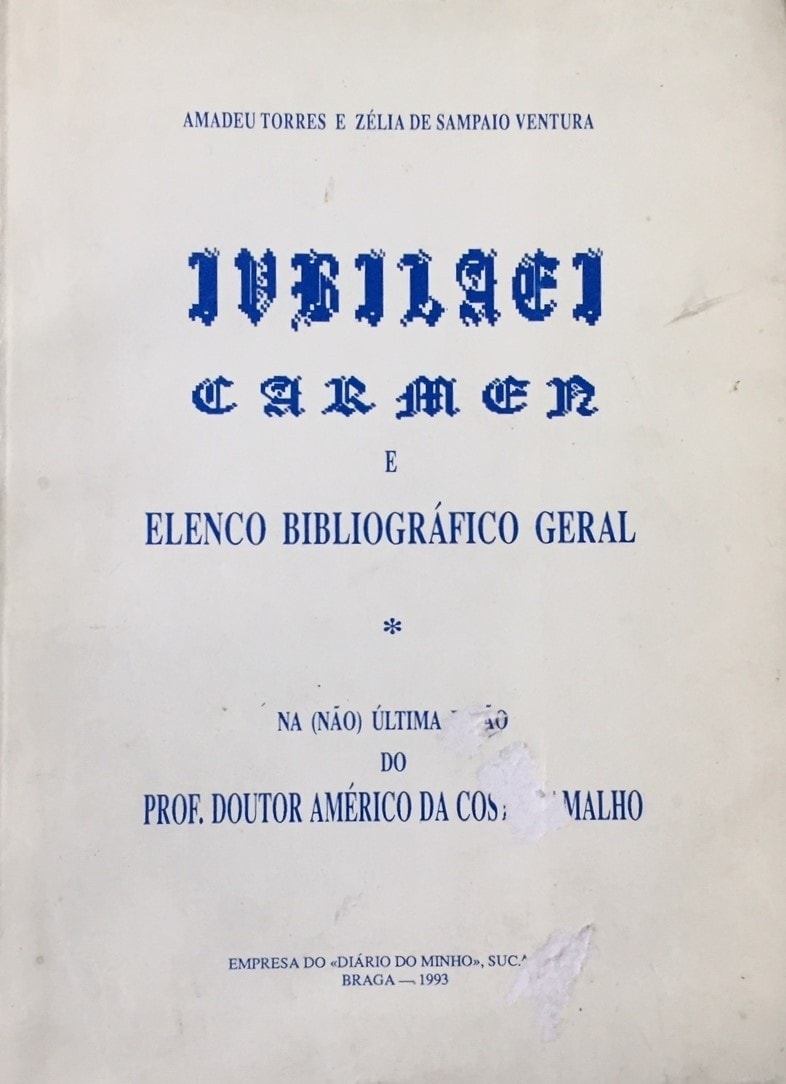 AMADEU TORRES E ZÉLIA DE SAMPAIO VENTURA
IVBILAEI
CARMEN
E
ELENCO BIBLIOGRÁFICO GERAL
*
NA (NÃO) ÚLTIMA
DO
PROF. DOUTOR AMÉRICO DA
EMPRESA DO «DIÁRIO DO MINHO»,
BRAGA — 1993